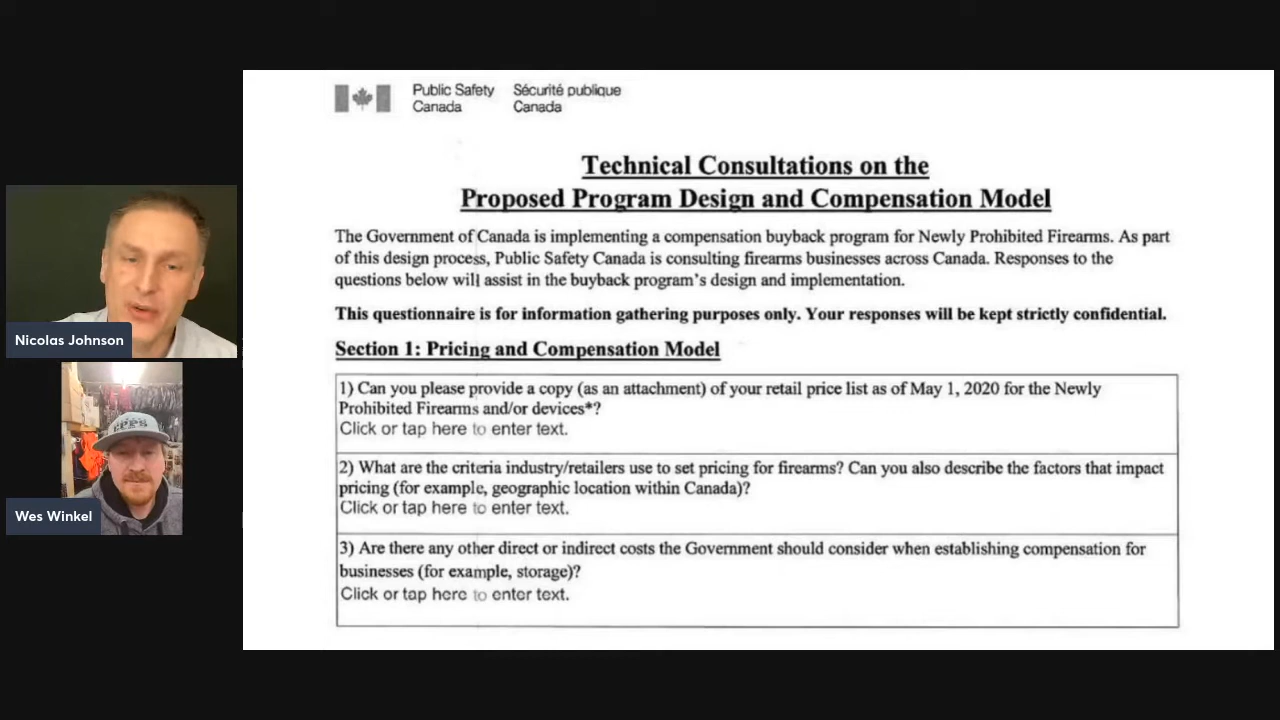 Public Safety Canada
Sécurité publique Canada
Technical Consultations on the
Proposed Program Design and Compensation Model
The Government of Canada is implementing a compensation buyback program for Newly Prohibited Firearms. As part
of this design process, Public Safety Canada is consulting firearms businesses across Canada. Responses to the
questions below will assist in the buyback program's design and implementation.
This questionnaire is for information gathering purposes only. Your responses will be kept strictly confidential.
Section 1: Pricing and Compensation Model
1) Can you please provide a copy (as an attachment) of your retail price list as of May 1, 2020 for the Newly
Prohibited Firearms and/or devices*?
Click or tap here to enter text.
2) What are the criteria industry/retailers use to set pricing for firearms? Can you also describe the factors that impact
pricing (for example, geographic location within Canada)?
Click or tap here to enter text.
3) Are there any other direct or indirect costs the Government should consider when establishing compensation for
businesses (for example, storage)?
Click or tap here to enter text.
Nicolas Johnson
Wes Winkel